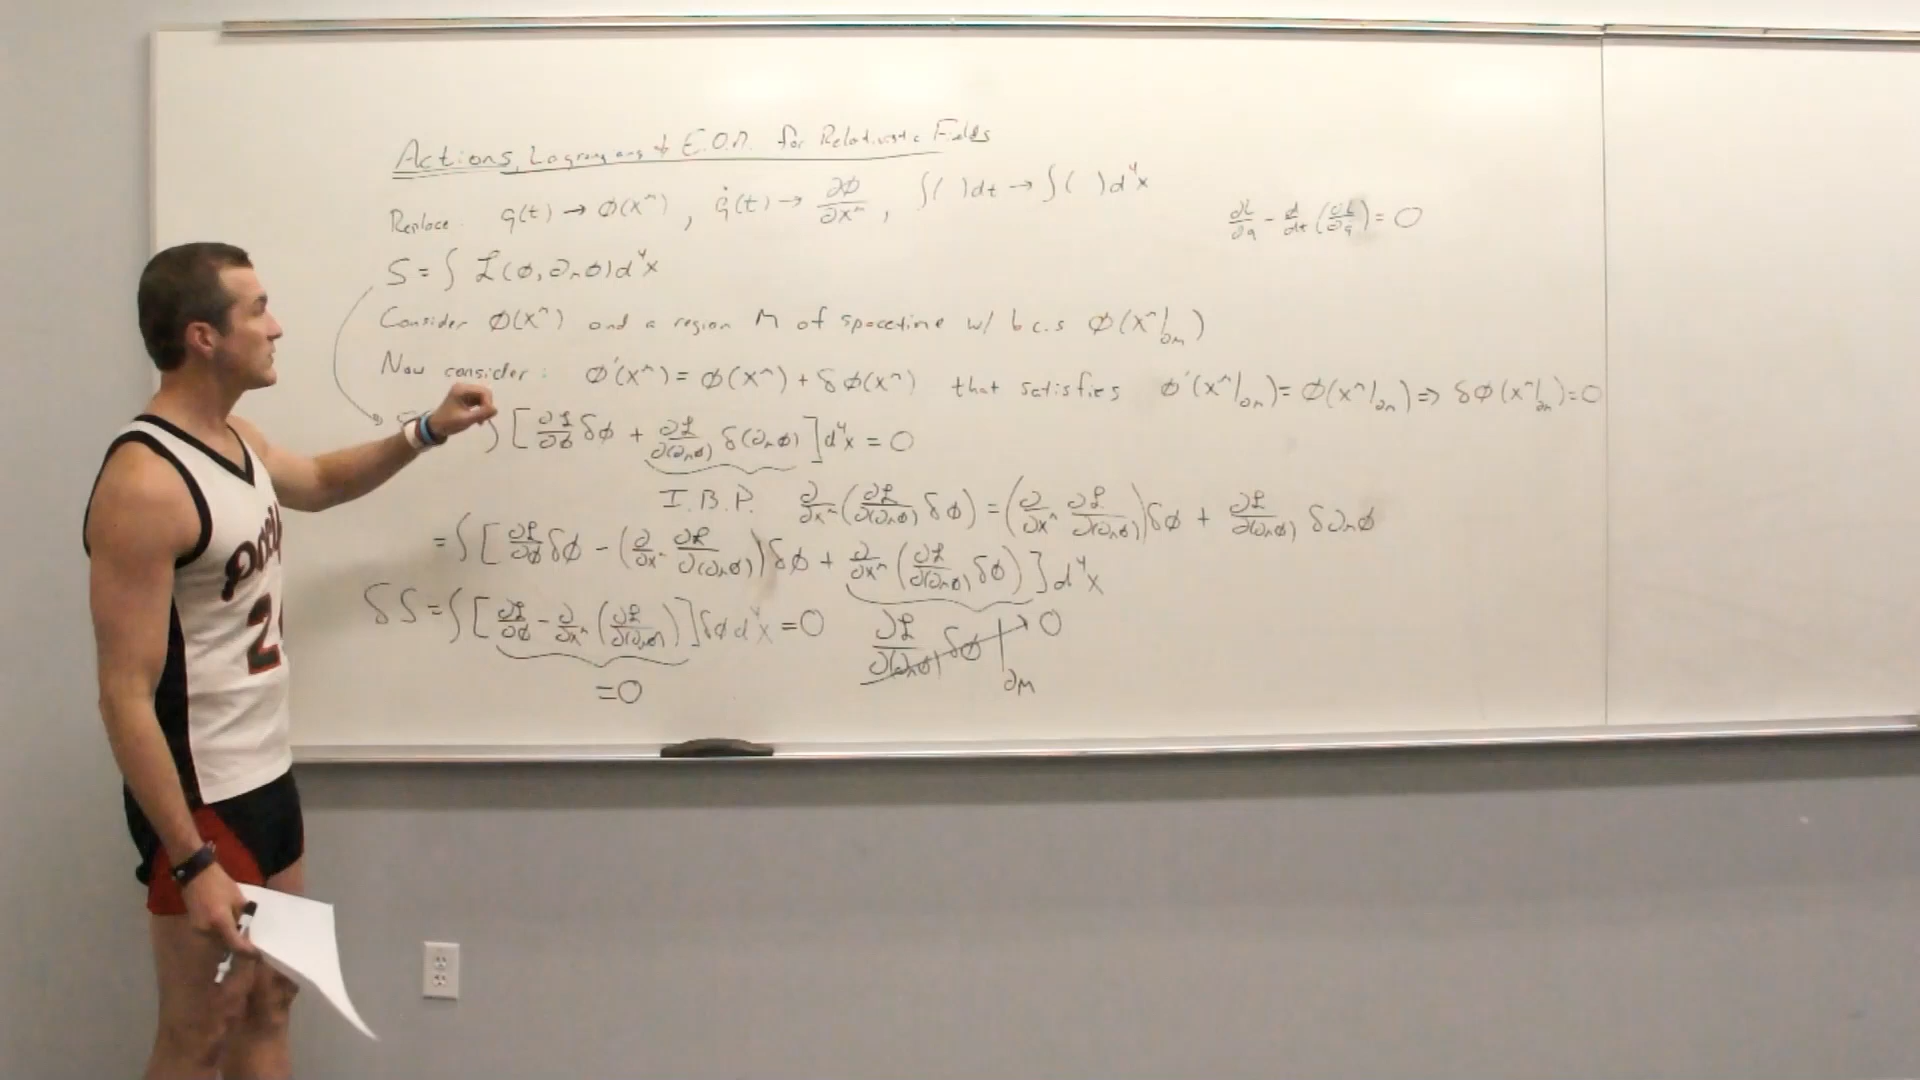 Actions, Lagrangians & E.O.M. for Relativistic Fields
Replace: q(t) → ϕ(x^μ), q̇(t) → ∂ϕ/∂x^μ, ∫( )dt → ∫( )d⁴x
∂L/∂q - d/dt(∂L/∂q̇) = 0
S = ∫ ℒ(ϕ, ∂_μϕ)d⁴x
Consider ϕ(x^μ) and a region M of spacetime w/ b.c.s ϕ(x^μ|_∂M)
Now consider: ϕ'(x^μ) = ϕ(x^μ) + δϕ(x^μ) that satisfies ϕ'(x^μ|_∂M) = ϕ(x^μ|_∂M) ⇒ δϕ(x^μ|_∂M) = 0
∫[∂ℒ/∂ϕ δϕ + ∂ℒ/∂(∂_μϕ) δ(∂_μϕ)]d⁴x = 0
I.B.P. ∂/∂x^μ(∂ℒ/∂(∂_μϕ) δϕ) = (∂/∂x^μ ∂ℒ/∂(∂_μϕ))δϕ + ∂ℒ/∂(∂_μϕ) δ∂_μϕ
= ∫[∂ℒ/∂ϕ δϕ - (∂/∂x^μ ∂ℒ/∂(∂_μϕ))δϕ + ∂/∂x^μ(∂ℒ/∂(∂_μϕ) δϕ)]d⁴x
δS = ∫[∂ℒ/∂ϕ - ∂/∂x^μ(∂ℒ/∂(∂_μϕ))]δϕ d⁴x = 0
∂ℒ/∂(∂_μϕ) δϕ|_∂M → 0
= 0